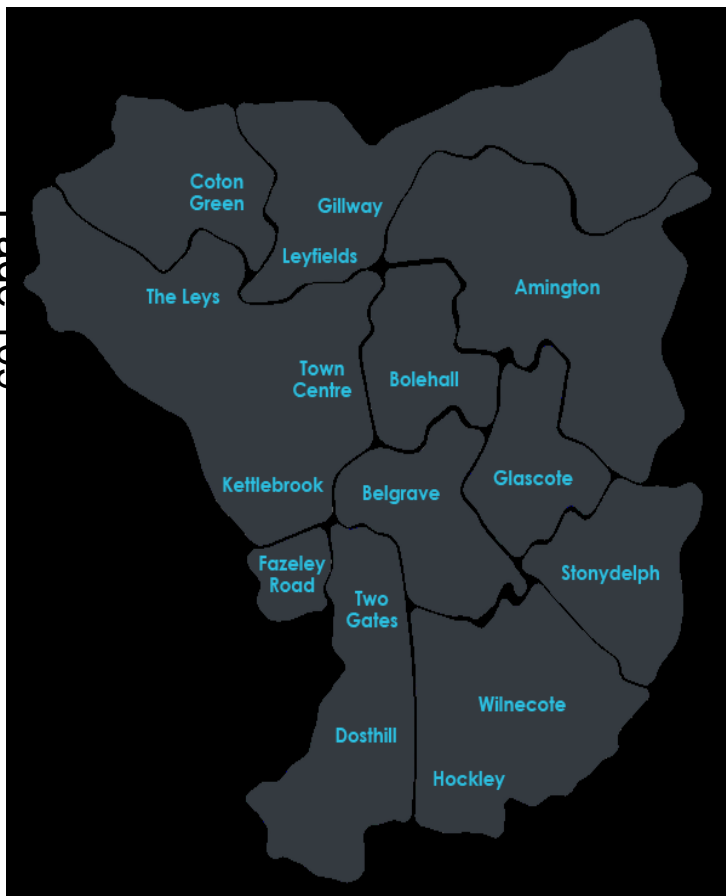 Coton
Green
Gillway
Leyfields
The Leys
Amington
Town
Centre
Bolehall
Kettlebrook
Belgrave
Glascote
Fazeley
Road
Stonydelph
Two
Gates
Wilnecote
Dosthill
Hockley